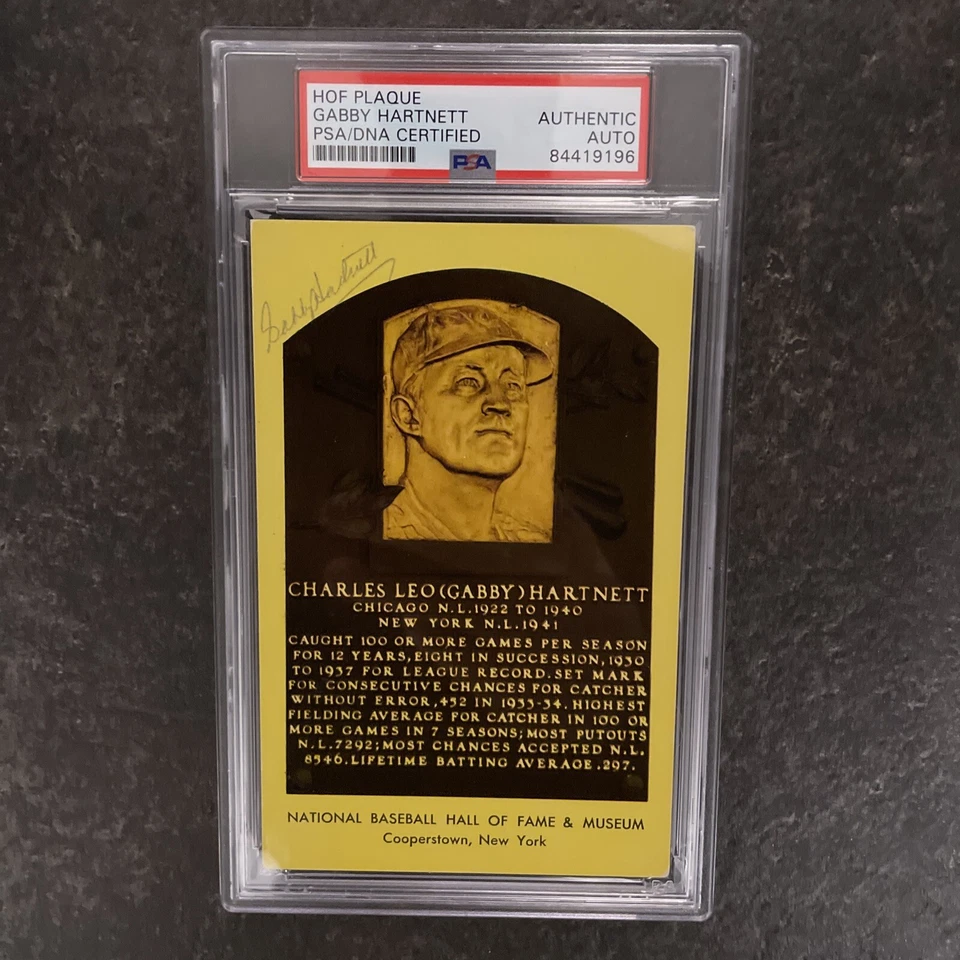 HOF PLAQUE
GABBY HARTNETT
PSA/DNA CERTIFIED
AUTHENTIC
AUTO
84419196
PSA
Gabby Hartnett
CHARLES LEO (GABBY) HARTNETT
CHICAGO N.L. 1922 TO 1940
NEW YORK N.L. 1941
CAUGHT 100 OR MORE GAMES PER SEASON
FOR 12 YEARS, EIGHT IN SUCCESSION, 1930
TO 1937 FOR LEAGUE RECORD. SET MARK
FOR CONSECUTIVE CHANCES FOR CATCHER
WITHOUT ERROR, 452 IN 1933-34. HIGHEST
FIELDING AVERAGE FOR CATCHER IN 100 OR
MORE GAMES IN 7 SEASONS; MOST PUTOUTS
N.L. 7292; MOST CHANCES ACCEPTED N.L.
8546. LIFETIME BATTING AVERAGE .297.
NATIONAL BASEBALL HALL OF FAME & MUSEUM
Cooperstown, New York